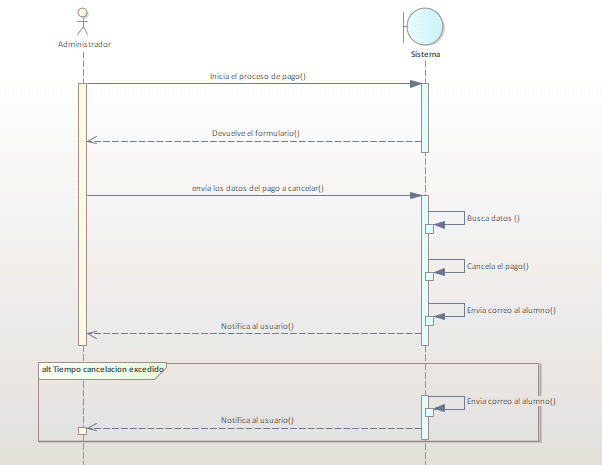 Administrador
Sistema
Inicia el proceso de pago()
Devuelve el formulario()
envia los datos del pago a cancelar()
Busca datos ()
Cancela el pago()
Envia correo al alumno()
Notifica al usuario()
alt Tiempo cancelacion excedido
Envia correo al alumno()
Notifica al usuario()